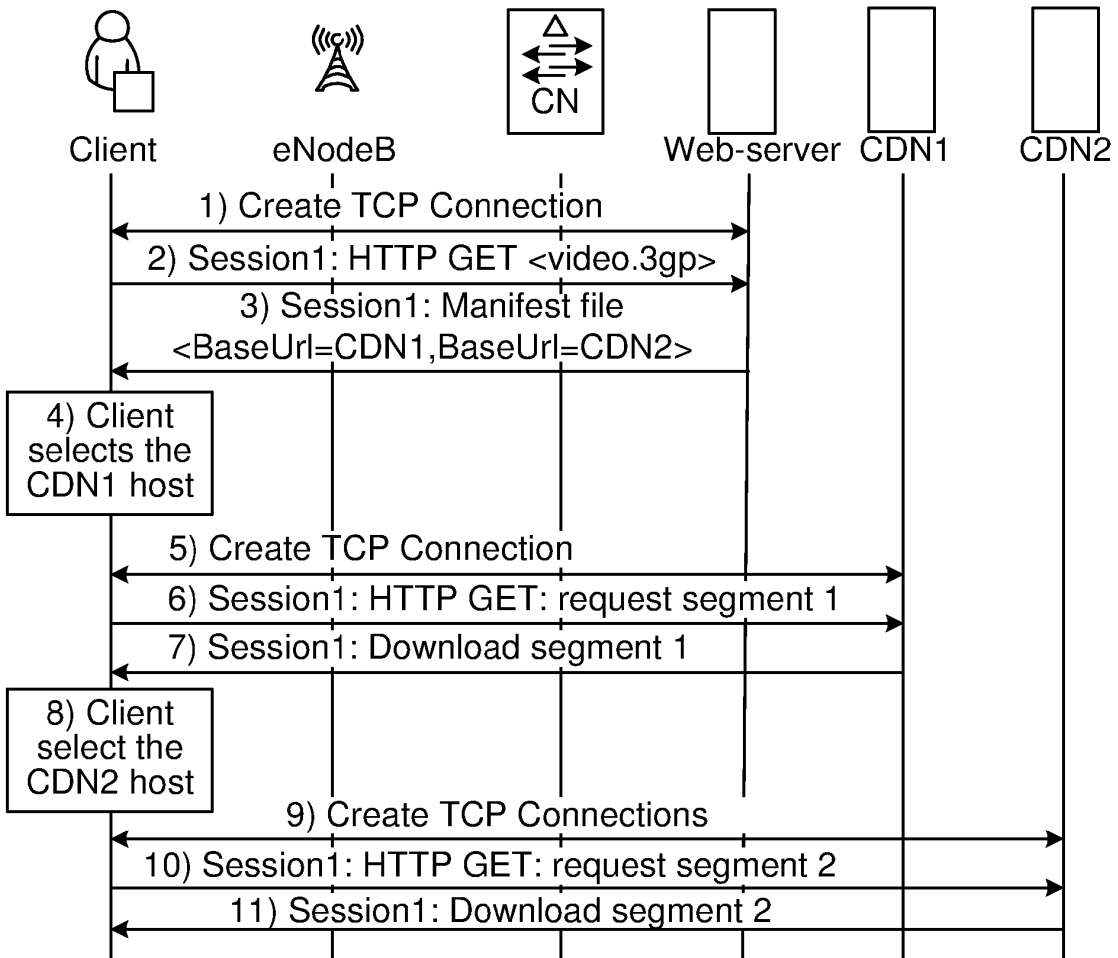 CN
Client
eNodeB
Web-server
CDN1
CDN2
1) Create TCP Connection
2) Session1: HTTP GET <video.3gp>
3) Session1: Manifest file
<BaseUrl=CDN1,BaseUrl=CDN2>
4) Client
selects the
CDN1 host
5) Create TCP Connection
6) Session1: HTTP GET: request segment 1
7) Session1: Download segment 1
8) Client
select the
CDN2 host
9) Create TCP Connections
10) Session1: HTTP GET: request segment 2
11) Session1: Download segment 2